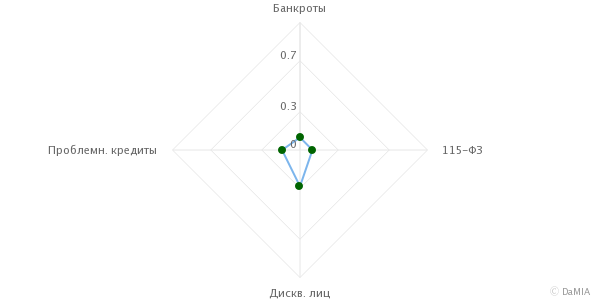 Банкроты
0.7
0.3
0
Проблемн. кредиты
115-ФЗ
Дискв. лиц
© DaMIA